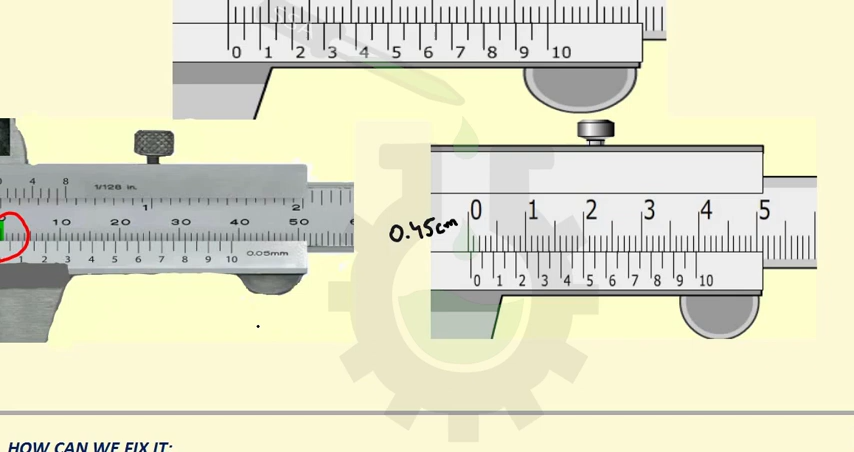 0 1 2 3 4 5 6 7 8 9 10
4 8 1/128 in.
1 2
10 20 30 40 50
1 2 3 4 5 6 7 8 9 10 0.05mm
0.45cm
0 1 2 3 4 5
0 1 2 3 4 5 6 7 8 9 10
HOW CAN WE FIX IT: